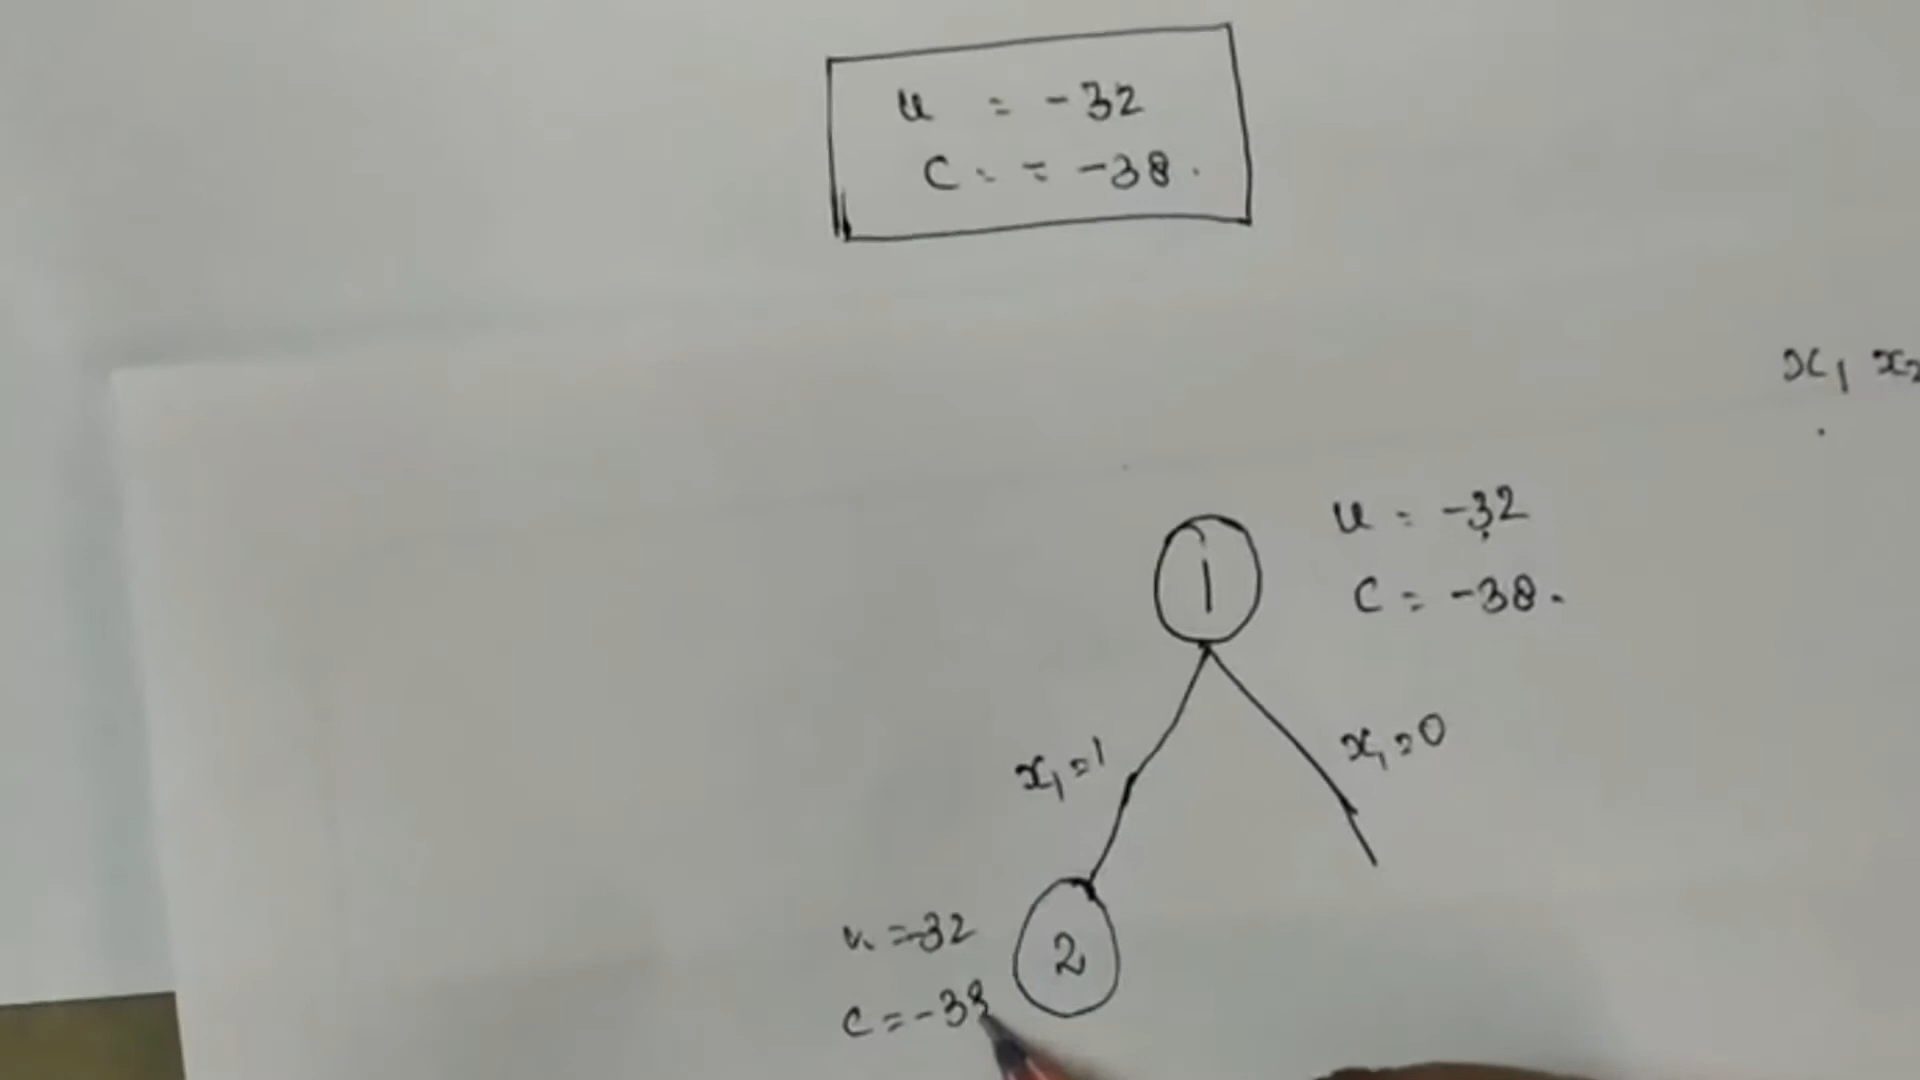 u = -32
C. = -38.
x₁ x₂
1
u = -32
C = -38.
x₁=1
x₁=0
u =-32
2
C =-38